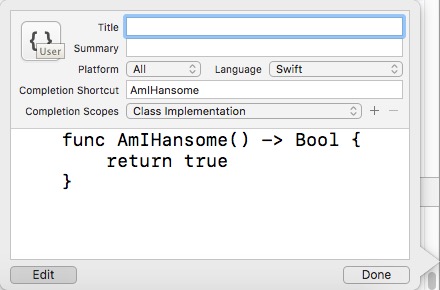 Title
{ }
User
Summary
Platform All Language Swift
Completion Shortcut AmIHansome
Completion Scopes Class Implementation + −
func AmIHansome() -> Bool {
return true
}
Edit Done